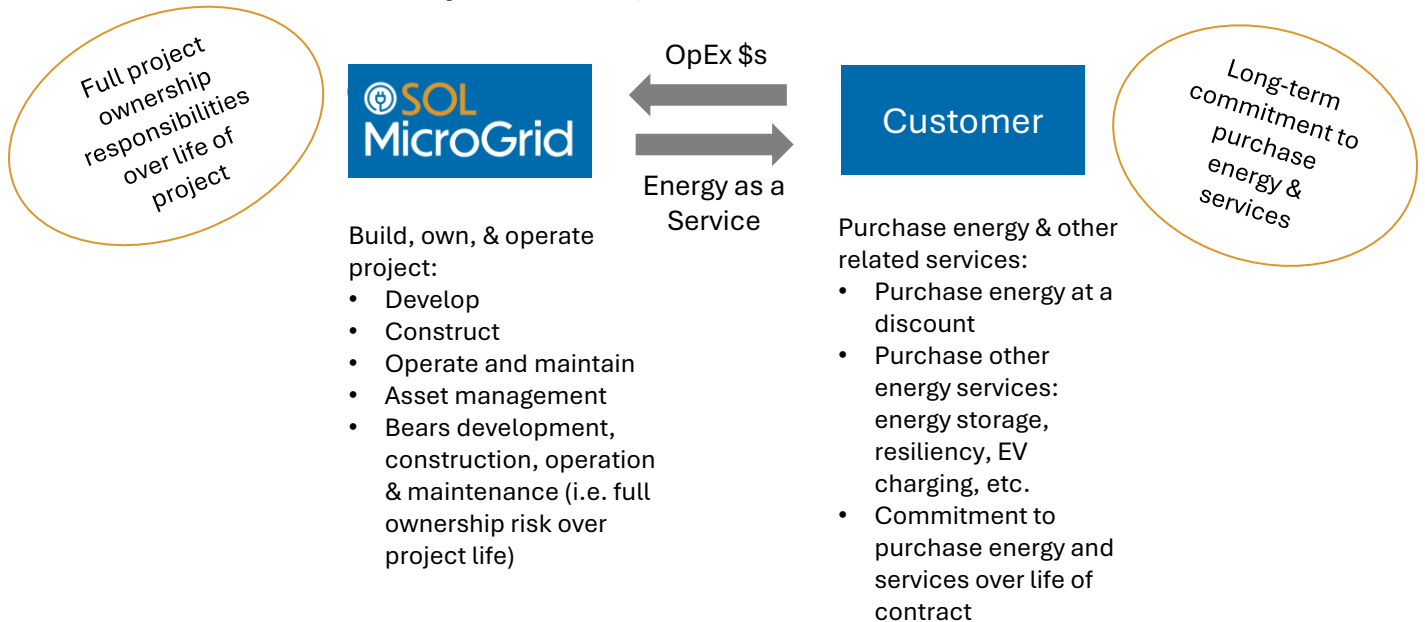 Full project
ownership
responsibilities
over life of
project
SOL
MicroGrid
OpEx $s
Energy as a
Service
Customer
Long-term
commitment to
purchase
energy &
services
Build, own, & operate
project:
• Develop
• Construct
• Operate and maintain
• Asset management
• Bears development,
construction, operation
& maintenance (i.e. full
ownership risk over
project life)
Purchase energy & other
related services:
• Purchase energy at a
discount
• Purchase other
energy services:
energy storage,
resiliency, EV
charging, etc.
• Commitment to
purchase energy and
services over life of
contract